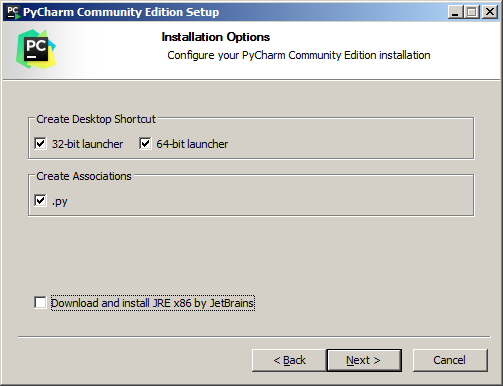 PyCharm Community Edition Setup
PC
Installation Options
Configure your PyCharm Community Edition installation
Create Desktop Shortcut
32-bit launcher 64-bit launcher
Create Associations
.py
Download and install JRE x86 by JetBrains
< Back Next > Cancel